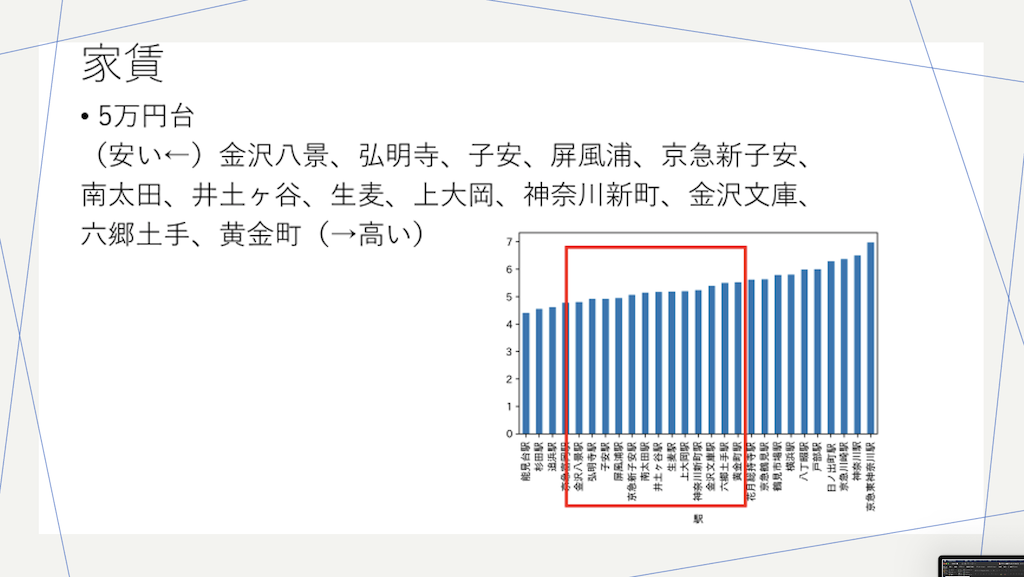 家賃
• 5万円台
（安い←）金沢八景、弘明寺、子安、屏風浦、京急新子安、
南太田、井土ヶ谷、生麦、上大岡、神奈川新町、金沢文庫、
六郷土手、黄金町（→高い）
7
6
5
4
3
2
1
0
能見台駅
杉田駅
追浜駅
京急富岡駅
金沢八景駅
弘明寺駅
子安駅
屏風浦駅
京急新子安駅
南太田駅
井土ヶ谷駅
生麦駅
上大岡駅
神奈川新町駅
金沢文庫駅
六郷土手駅
黄金町駅
花月総持寺駅
京急鶴見駅
鶴見市場駅
横浜駅
八丁畷駅
戸部駅
日ノ出町駅
京急川崎駅
神奈川駅
京急東神奈川駅
駅